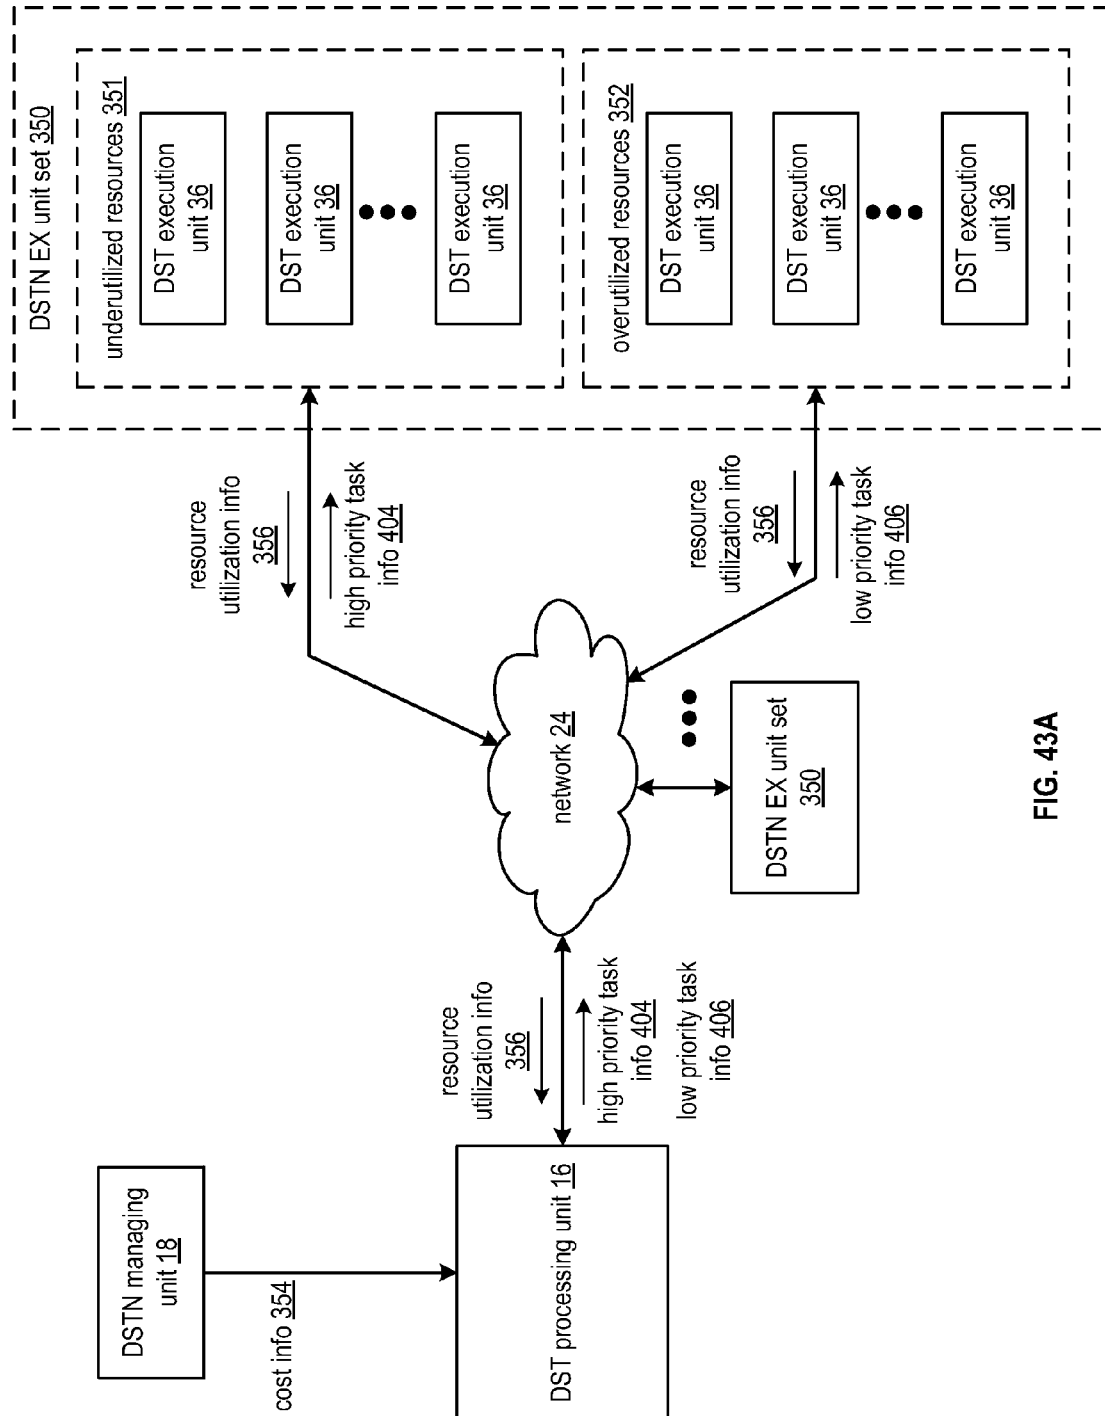 DSTN managing
unit 18
cost info 354
DST processing unit 16
resource
utilization info
356
high priority task
info 404
low priority task
info 406
network 24
DSTN EX unit set
350
resource
utilization info
356
high priority task
info 404
resource
utilization info
356
low priority task
info 406
DSTN EX unit set 350
underutilized resources 351
DST execution
unit 36
DST execution
unit 36
DST execution
unit 36
overutilized resources 352
DST execution
unit 36
DST execution
unit 36
DST execution
unit 36
FIG. 43A